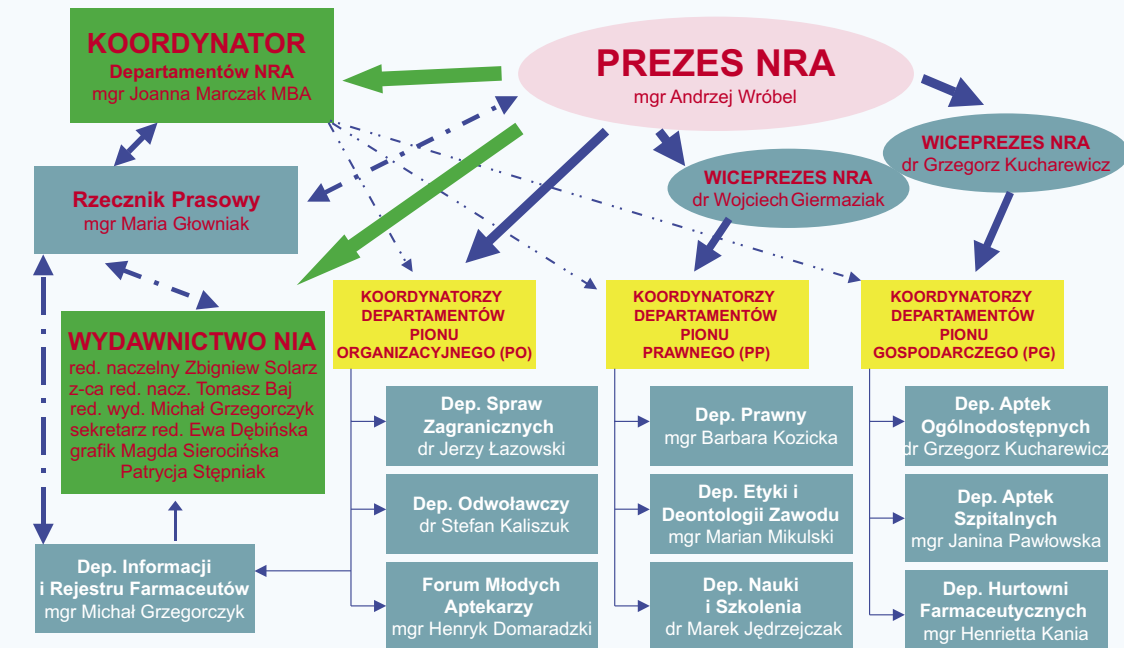 KOORDYNATOR
Departamentów NRA
mgr Joanna Marczak MBA
PREZES NRA
mgr Andrzej Wróbel
WICEPREZES NRA
dr Grzegorz Kucharewicz
WICEPREZES NRA
dr Wojciech Giermaziak
Rzecznik Prasowy
mgr Maria Głowniak
WYDAWNICTWO NIA
red. naczelny Zbigniew Solarz
z-ca red. nacz. Tomasz Baj
red. wyd. Michał Grzegorczyk
sekretarz red. Ewa Dębińska
grafik Magda Sierocińska
Patrycja Stępniak
Dep. Informacji
i Rejestru Farmaceutów
mgr Michał Grzegorczyk
KOORDYNATORZY
DEPARTAMENTÓW
PIONU
ORGANIZACYJNEGO (PO)
Dep. Spraw
Zagranicznych
dr Jerzy Łazowski
Dep. Odwoławczy
dr Stefan Kaliszuk
Forum Młodych
Aptekarzy
mgr Henryk Domaradzki
KOORDYNATORZY
DEPARTAMENTÓW
PIONU
PRAWNEGO (PP)
Dep. Prawny
mgr Barbara Kozicka
Dep. Etyki i
Deontologii Zawodu
mgr Marian Mikulski
Dep. Nauki
i Szkolenia
dr Marek Jędrzejczak
KOORDYNATORZY
DEPARTAMENTÓW
PIONU
GOSPODARCZEGO (PG)
Dep. Aptek
Ogólnodostępnych
dr Grzegorz Kucharewicz
Dep. Aptek
Szpitalnych
mgr Janina Pawłowska
Dep. Hurtowni
Farmaceutycznych
mgr Henrietta Kania